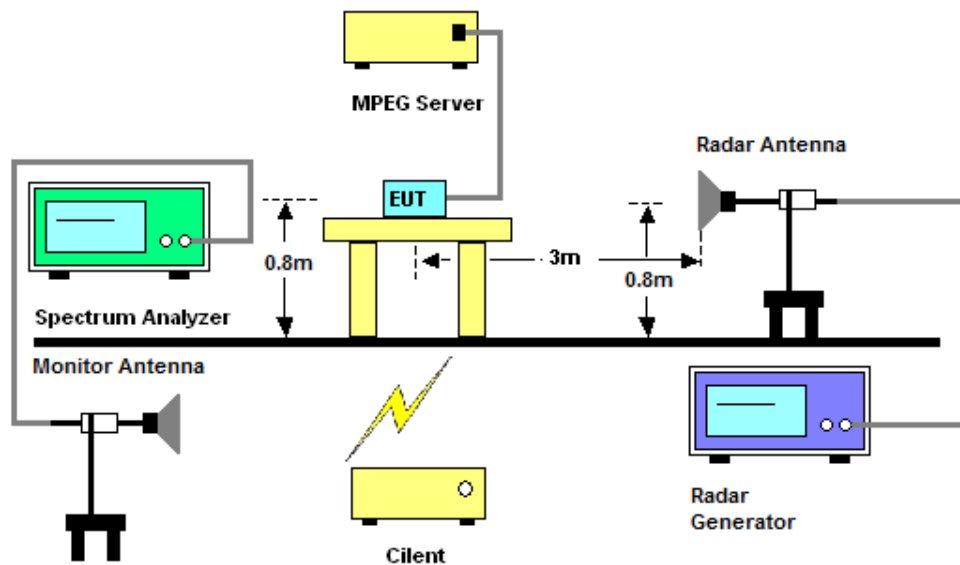 MPEG Server
Radar Antenna
EUT
3m
0.8m
0.8m
Spectrum Analyzer
Monitor Antenna
Radar
Generator
Cilent